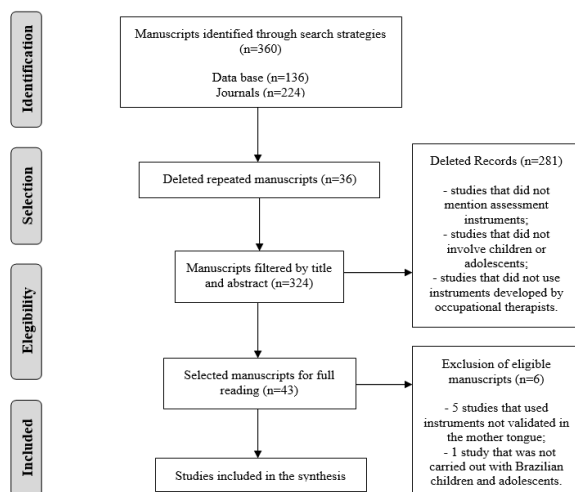 Identification
Manuscripts identified through search strategies
(n=360)
Data base (n=136)
Journals (n=224)
Selection
Deleted repeated manuscripts (n=36)
Deleted Records (n=281)
- studies that did not
mention assessment
instruments;
- studies that did not
involve children or
adolescents;
- studies that did not use
instruments developed by
occupational therapists.
Manuscripts filtered by title
and abstract (n=324)
Elegibility
Selected manuscripts for full
reading (n=43)
Exclusion of eligible
manuscripts (n=6)
- 5 studies that used
instruments not validated in
the mother tongue;
- 1 study that was not
carried out with Brazilian
children and adolescents.
Included
Studies included in the synthesis